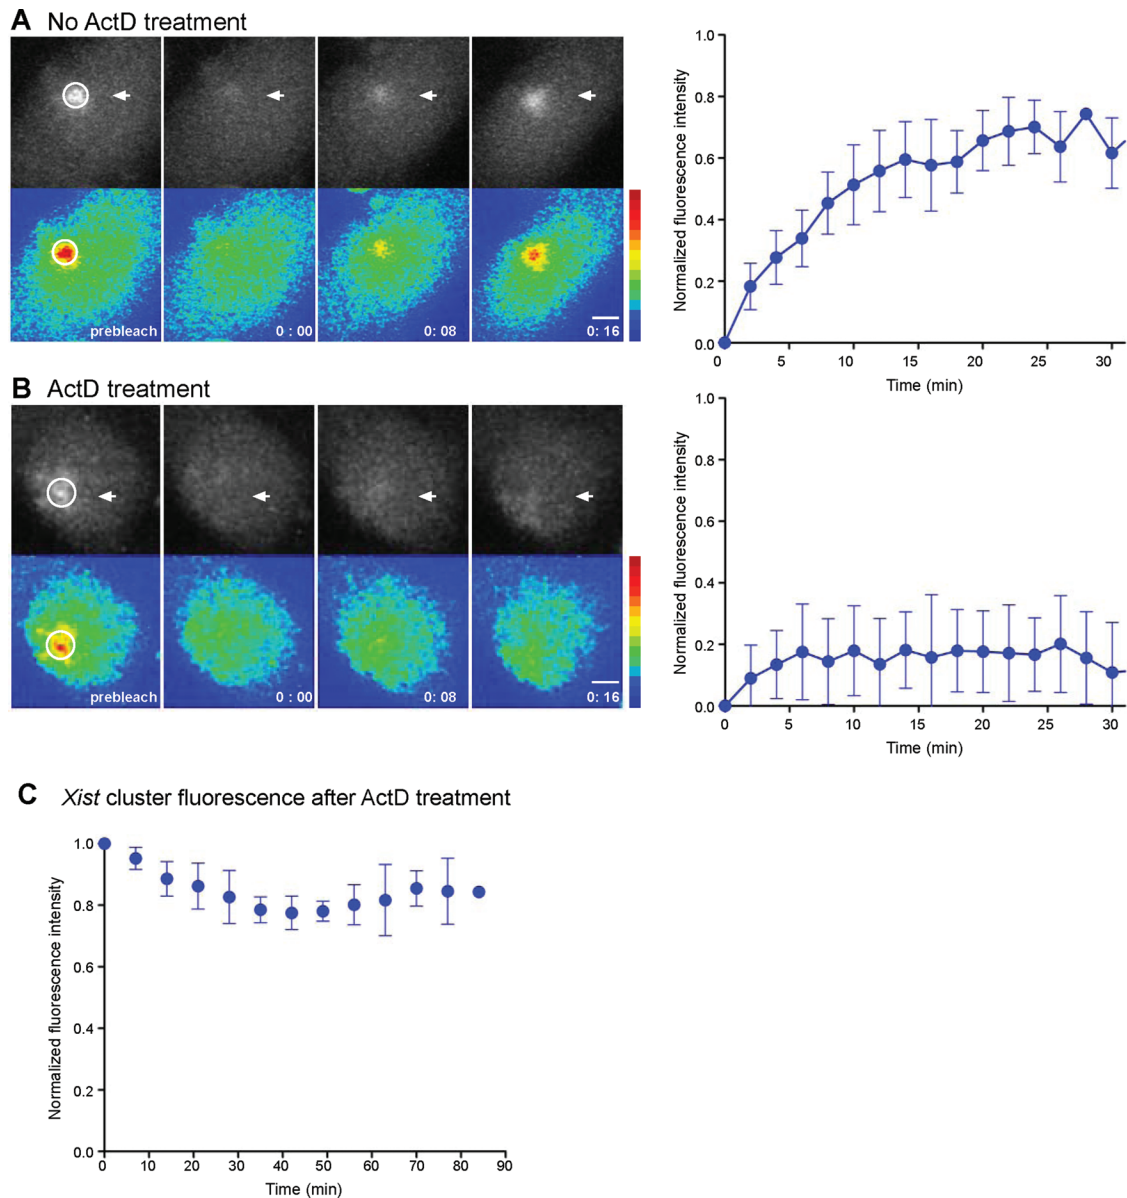 A No ActD treatment
prebleach
0 : 00
0: 08
0: 16
Normalized fluorescence intensity
1.0
0.8
0.6
0.4
0.2
0.0
0 5 10 15 20 25 30
Time (min)
B ActD treatment
prebleach
0 : 00
0: 08
0: 16
Normalized fluorescence intensity
1.0
0.8
0.6
0.4
0.2
0.0
0 5 10 15 20 25 30
Time (min)
C Xist cluster fluorescence after ActD treatment
Normalized fluorescence intensity
1.0
0.8
0.6
0.4
0.2
0.0
0 10 20 30 40 50 60 70 80 90
Time (min)